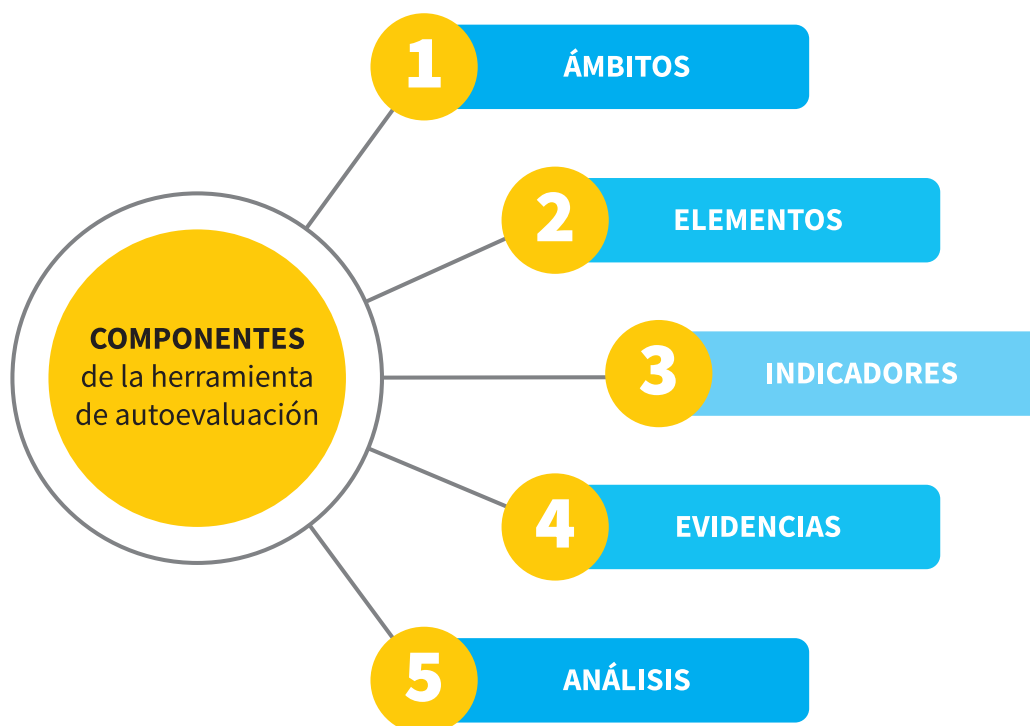 1 ÁMBITOS
2 ELEMENTOS
COMPONENTES
de la herramienta
de autoevaluación
3 INDICADORES
4 EVIDENCIAS
5 ANÁLISIS